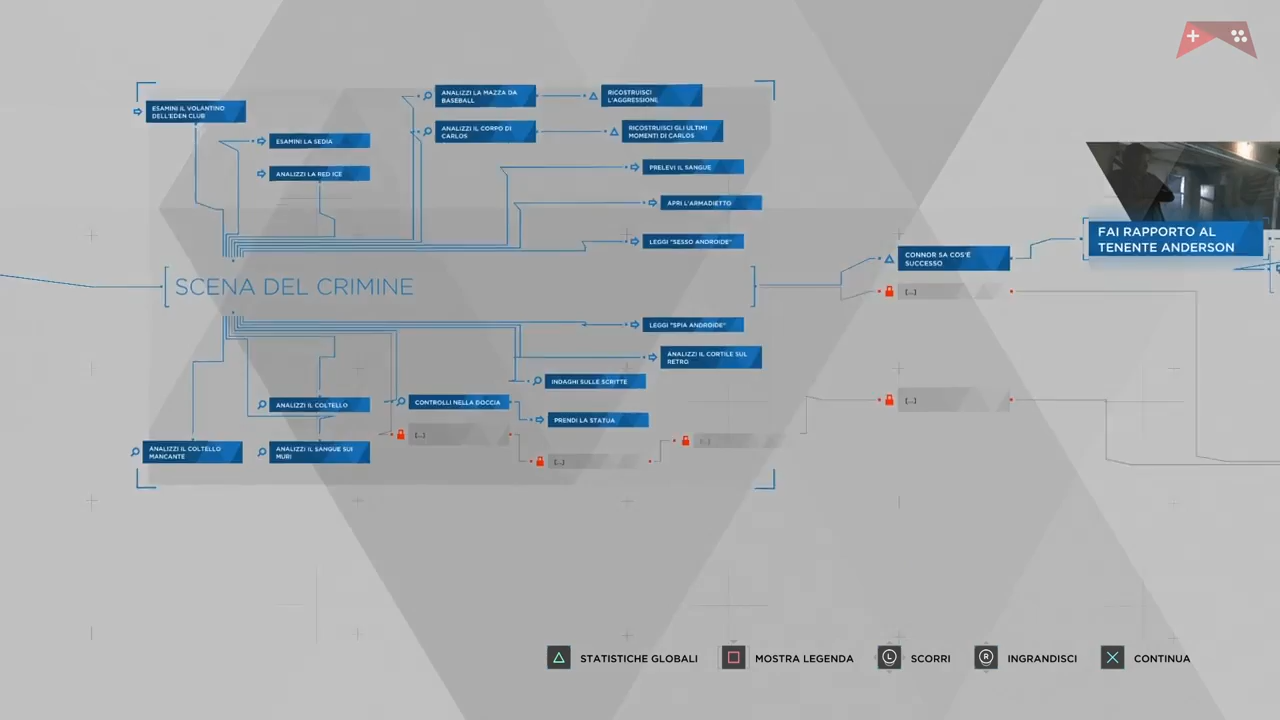 ESAMINI IL VOLANTINO
DELL'EDEN CLUB
ESAMINI LA SEDIA
ANALIZZI LA RED ICE
ANALIZZI LA MAZZA DA
BASEBALL
RICOSTRUISCI
L'AGGRESSIONE
ANALIZZI IL CORPO DI
CARLOS
RICOSTRUISCI GLI ULTIMI
MOMENTI DI CARLOS
PRELEVI IL SANGUE
APRI L'ARMADIETTO
LEGGI "SESSO ANDROIDE"
SCENA DEL CRIMINE
LEGGI "SPIA ANDROIDE"
ANALIZZI IL CORTILE SUL
RETRO
INDAGHI SULLE SCRITTE
ANALIZZI IL COLTELLO
CONTROLLI NELLA DOCCIA
PRENDI LA STATUA
[...]
ANALIZZI IL COLTELLO
MANCANTE
ANALIZZI IL SANGUE SUI
MURI
[...]
[...]
CONNOR SA COS'È
SUCCESSO
[...]
[...]
FAI RAPPORTO AL
TENENTE ANDERSON
STATISTICHE GLOBALI
MOSTRA LEGENDA
L
SCORRI
R
INGRANDISCI
CONTINUA